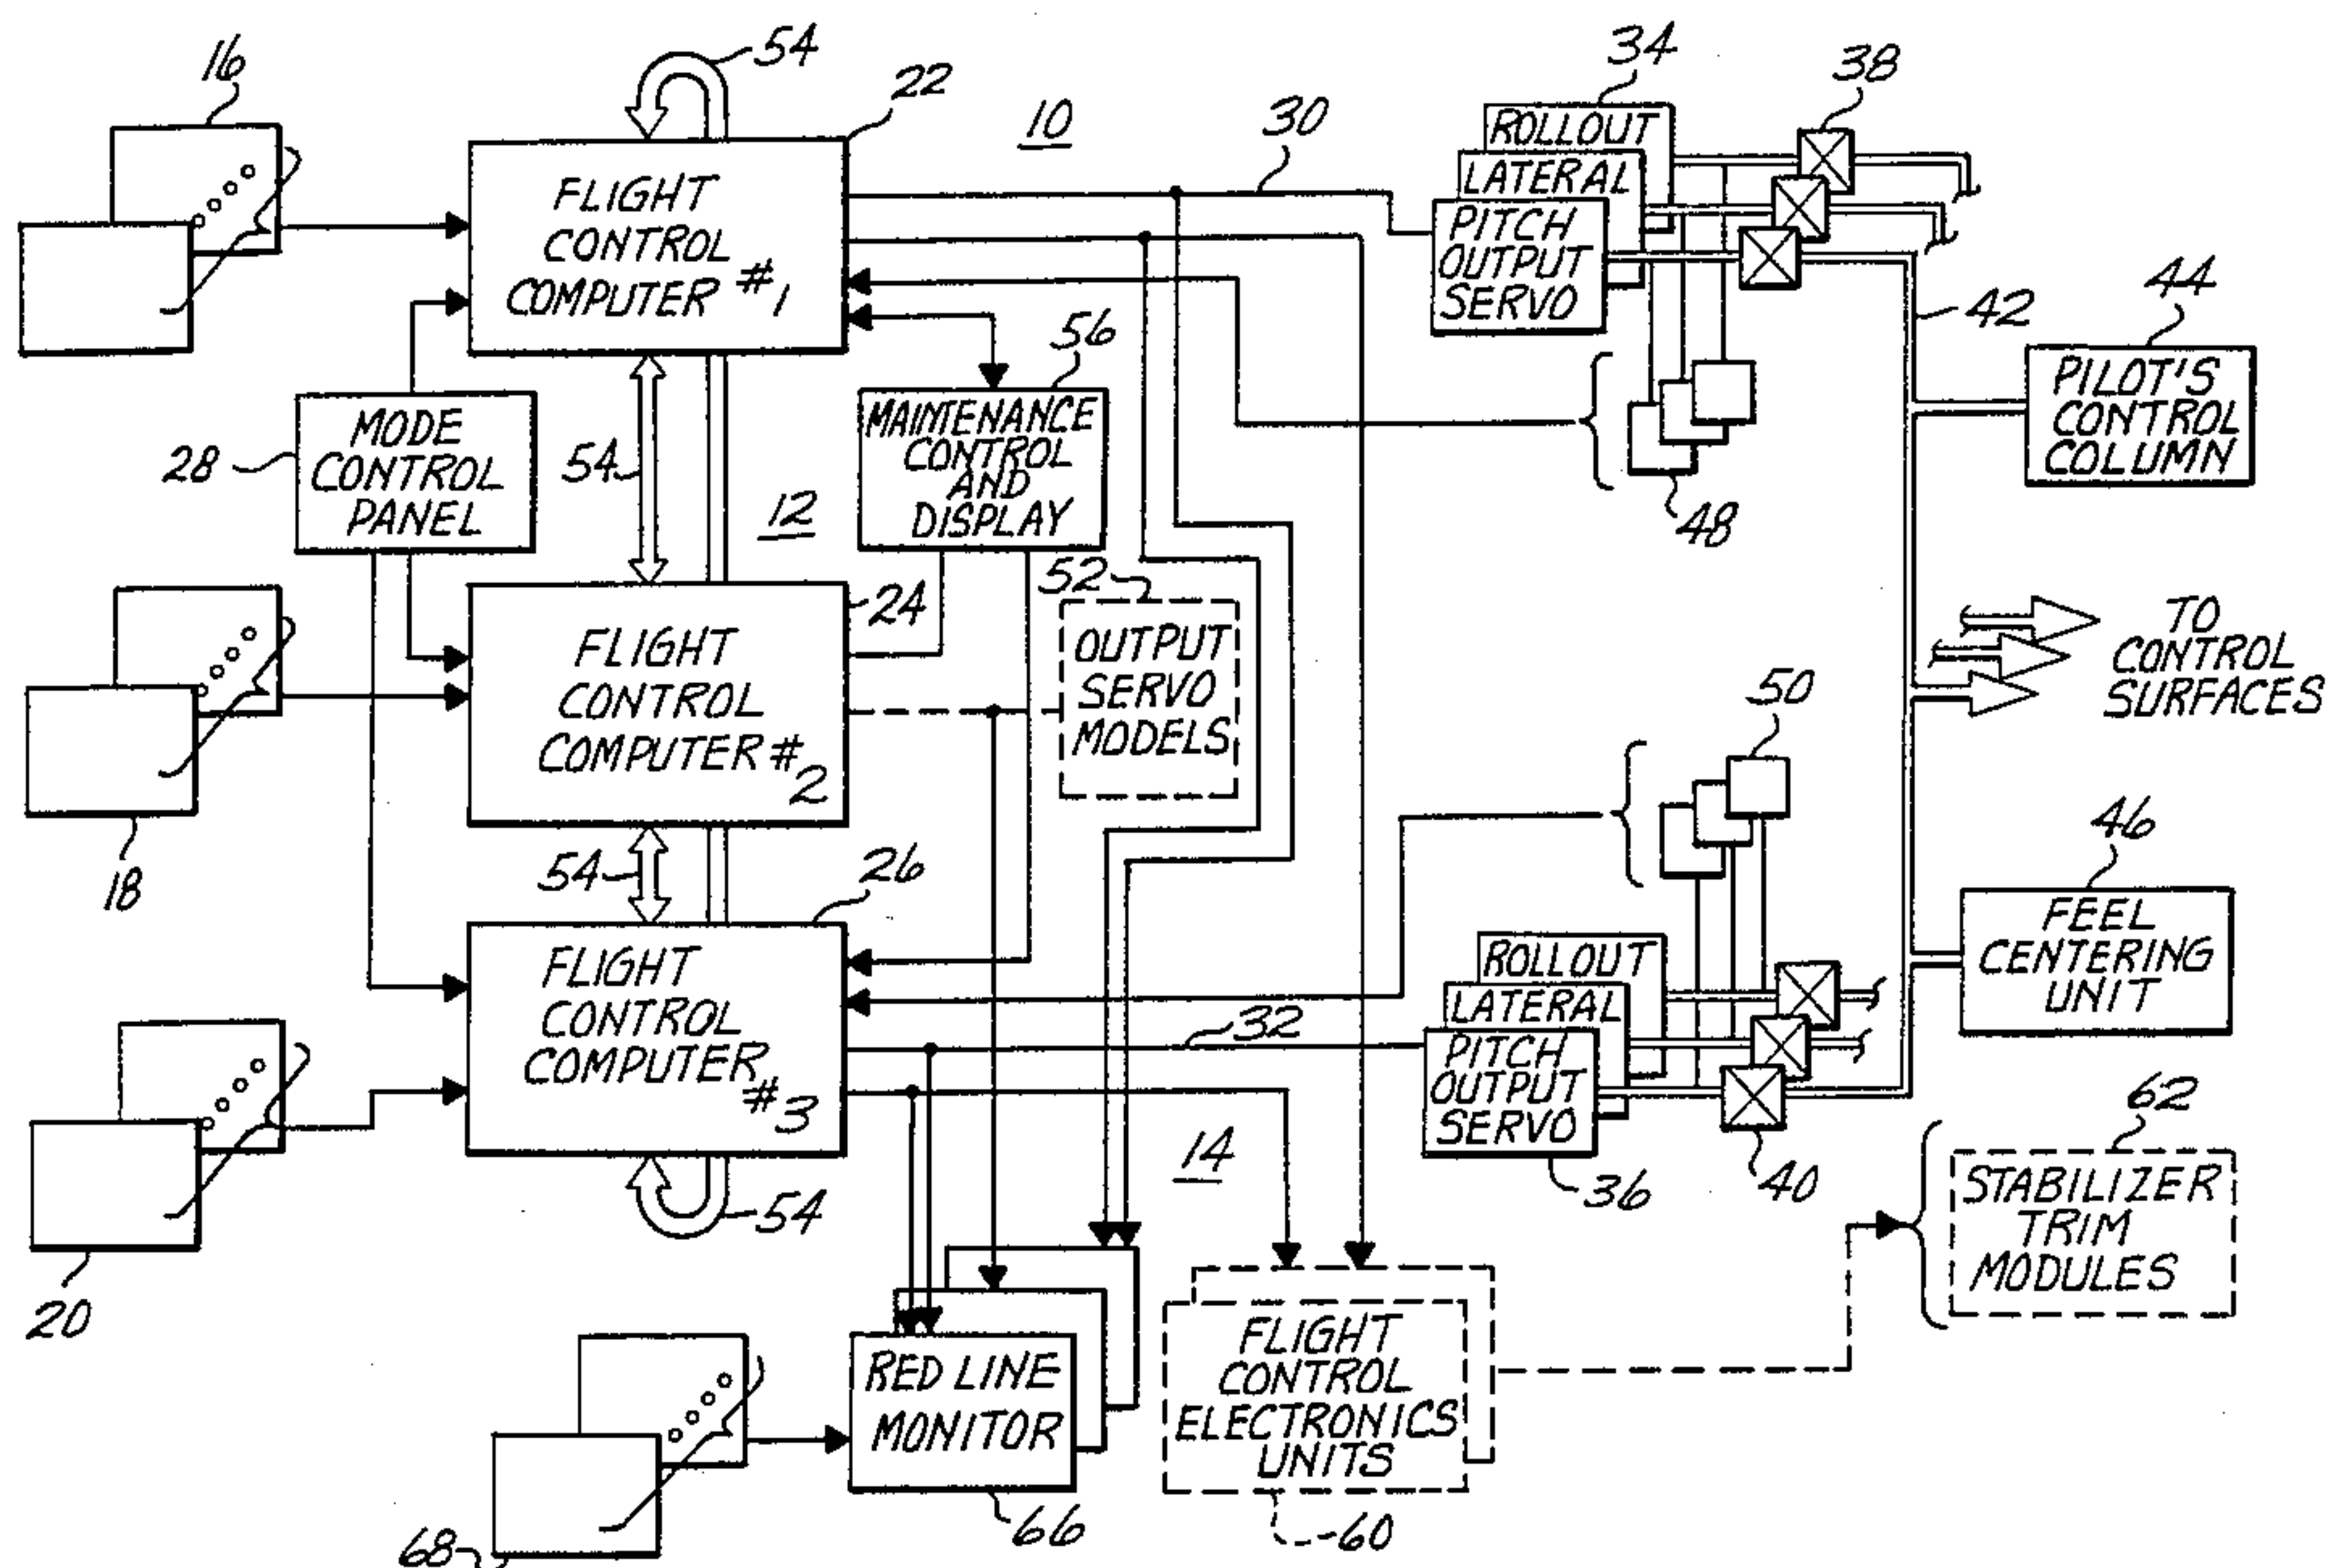 16
54
22
10
30
34
38
ROLLOUT
LATERAL
PITCH
OUTPUT
SERVO
FLIGHT
CONTROL
COMPUTER #1
42
44
PILOT'S
CONTROL
COLUMN
56
MAINTENANCE
CONTROL
AND
DISPLAY
28
MODE
CONTROL
PANEL
54
12
48
52
OUTPUT
SERVO
MODELS
24
FLIGHT
CONTROL
COMPUTER #2
TO
CONTROL
SURFACES
18
50
54
26
46
FEEL
CENTERING
UNIT
FLIGHT
CONTROL
COMPUTER #3
32
ROLLOUT
LATERAL
PITCH
OUTPUT
SERVO
36
40
14
54
20
62
STABILIZER
TRIM
MODULES
RED LINE
MONITOR
66
68
FLIGHT
CONTROL
ELECTRONICS
UNITS
60